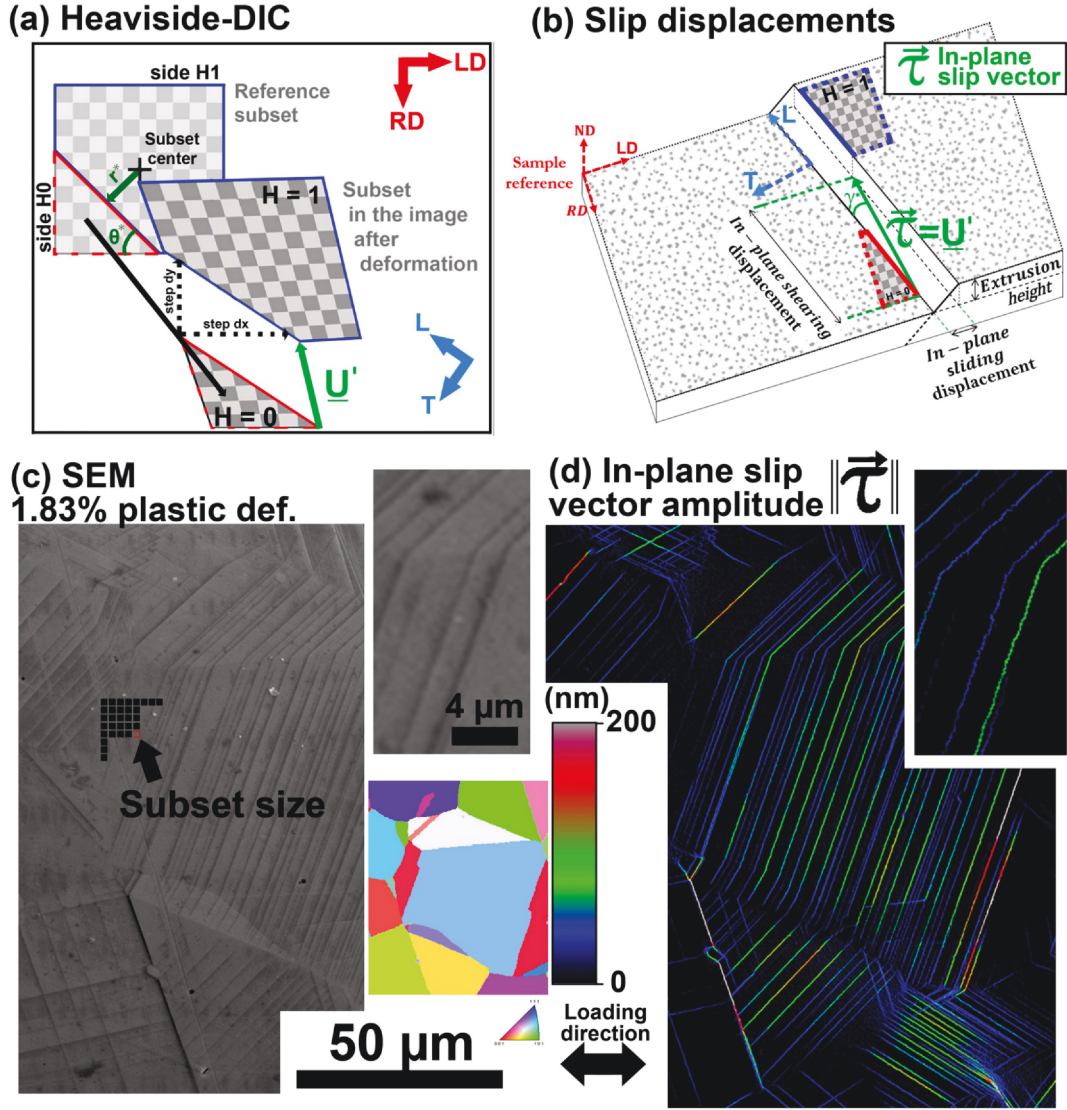 (a) Heaviside-DIC
side H1
LD
RD
Reference
subset
Subset
center
r*
side H0
θ*
H = 1
Subset
in the image
after
deformation
step dy
step dx
L
T
U'
H = 0
(b) Slip displacements
τ In-plane
slip vector
H = 1
L
T
ND
LD
Sample
reference
RD
γ
τ=U'
In − plane shearing
displacement
H = 0
Extrusion
height
In − plane
sliding
displacement
(c) SEM
1.83% plastic def.
4 µm
Subset size
50 µm
(d) In-plane slip
vector amplitude ||τ||
(nm)
200
0
111
001
101
Loading
direction